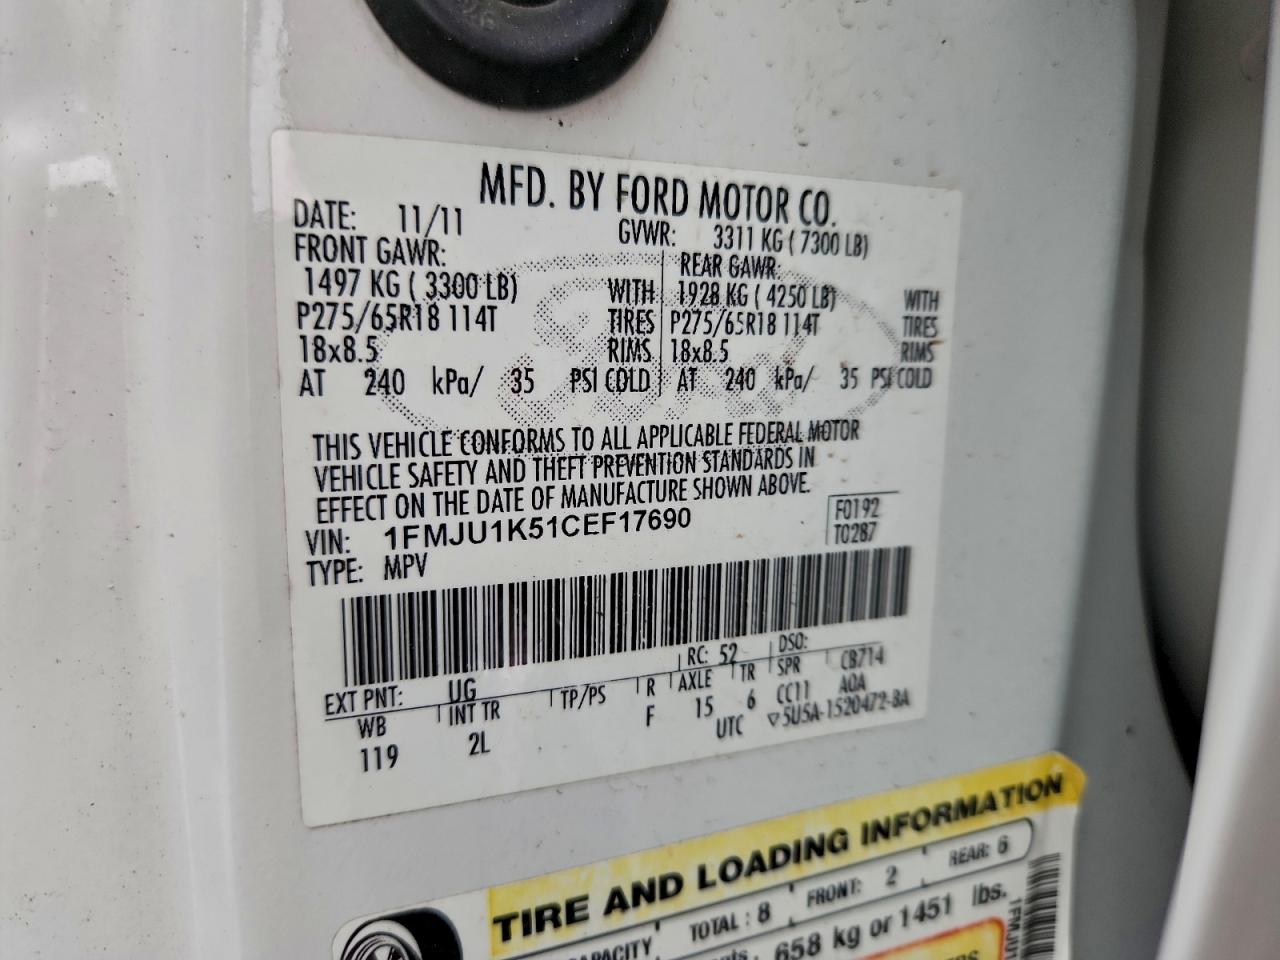 MFD. BY FORD MOTOR CO.
DATE: 11/11 GVWR: 3311 KG ( 7300 LB)
FRONT GAWR: REAR GAWR:
1497 KG ( 3300 LB) WITH 1928 KG ( 4250 LB) WITH
P275/65R18 114T TIRES P275/65R18 114T TIRES
18x8.5 RIMS 18x8.5 RIMS
AT 240 kPa/ 35 PSI COLD AT 240 kPa/ 35 PSI COLD
THIS VEHICLE CONFORMS TO ALL APPLICABLE FEDERAL MOTOR
VEHICLE SAFETY AND THEFT PREVENTION STANDARDS IN
EFFECT ON THE DATE OF MANUFACTURE SHOWN ABOVE.
VIN: 1FMJU1K51CEF17690 F0192
TYPE: MPV T0287
RC: 52 DSO:
EXT PNT: UG R AXLE TR SPR CB714
WB INT TR TP/PS F 15 6 CC11 AOA
119 2L UTC ▽5U5A-1520472-BA
TIRE AND LOADING INFORMATION
CAPACITY TOTAL : 8 FRONT: 2 REAR: 6
658 kg or 1451 lbs.
1FMJU1